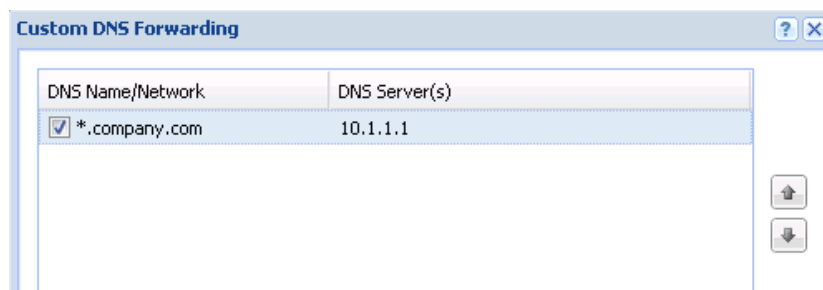 Custom DNS Forwarding ? X
DNS Name/Network DNS Server(s)
*.company.com 10.1.1.1